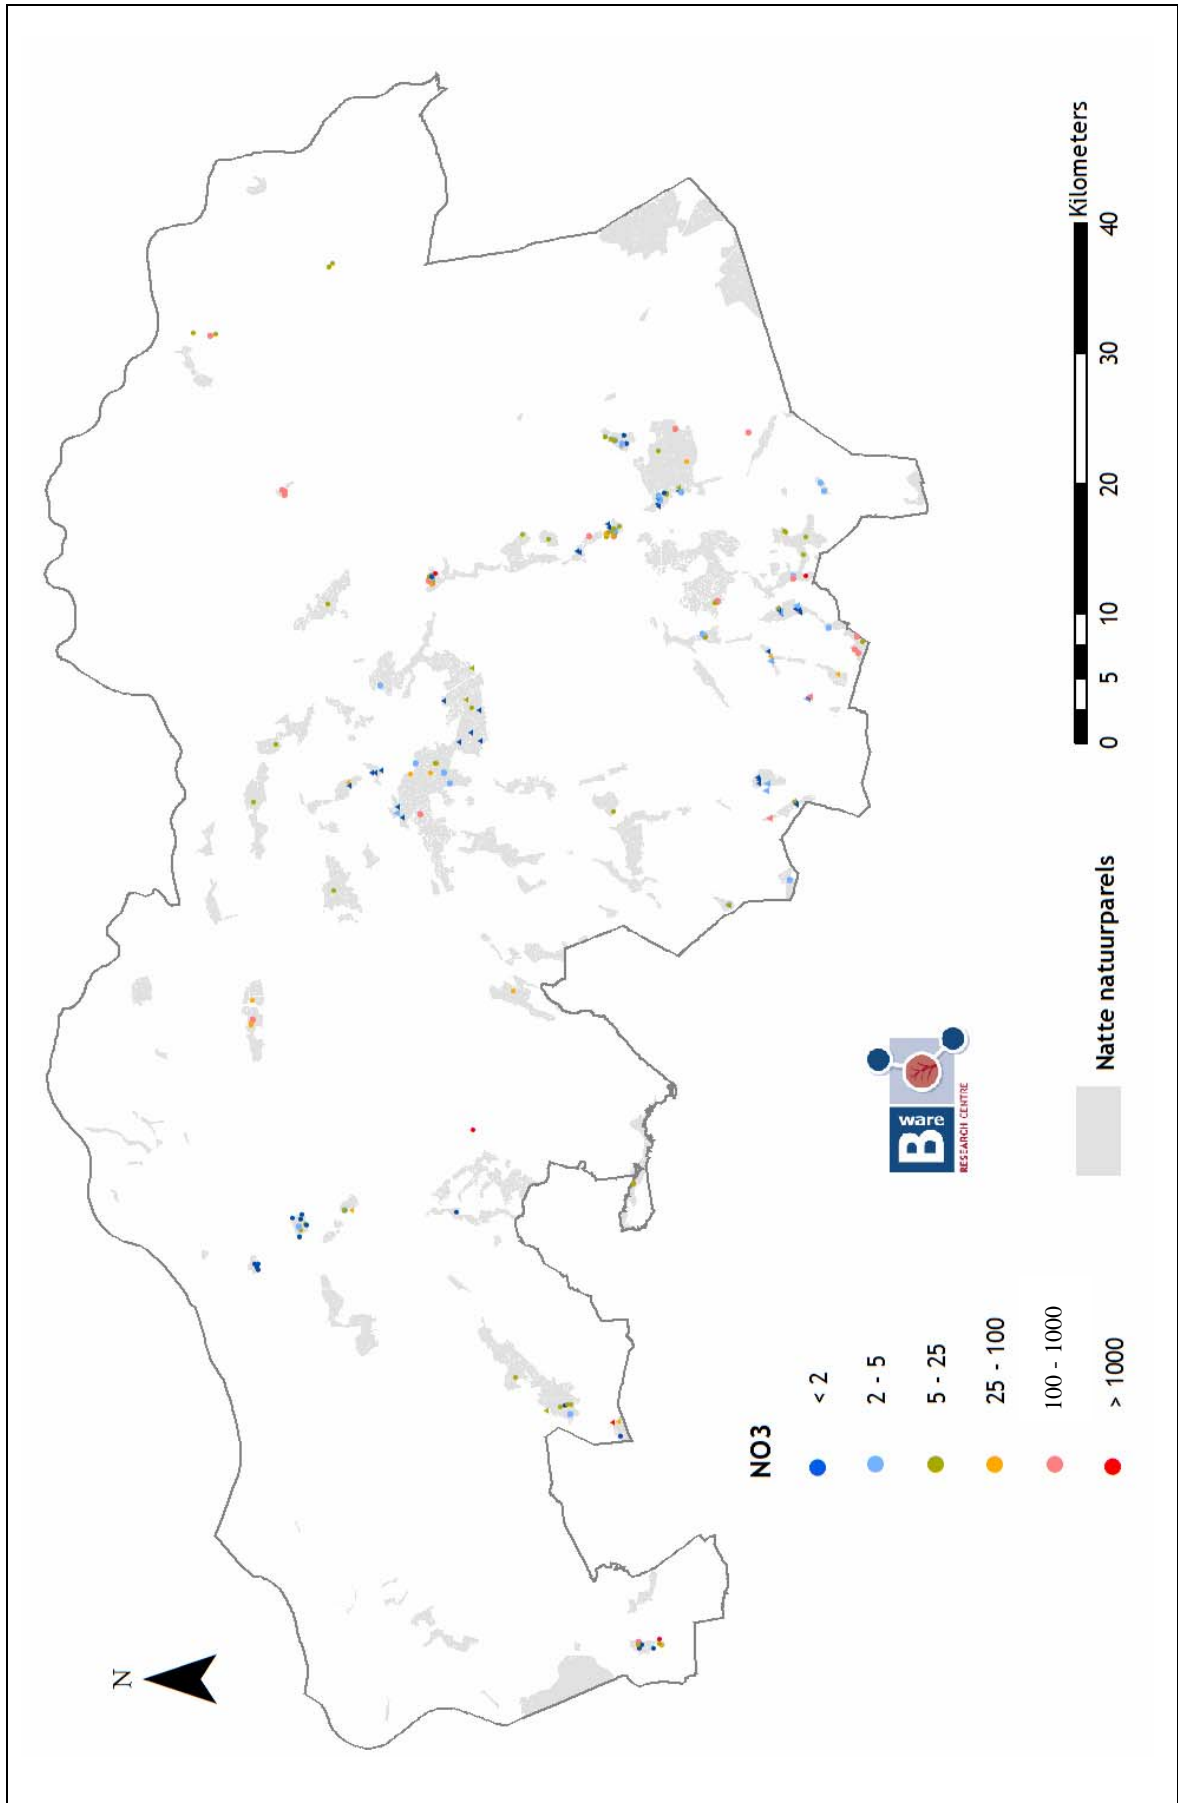 N
NO3
< 2
2 - 5
5 - 25
25 - 100
100 - 1000
> 1000
B ware
RESEARCH CENTRE
Natte natuurparels
0 5 10 20 30 40
Kilometers